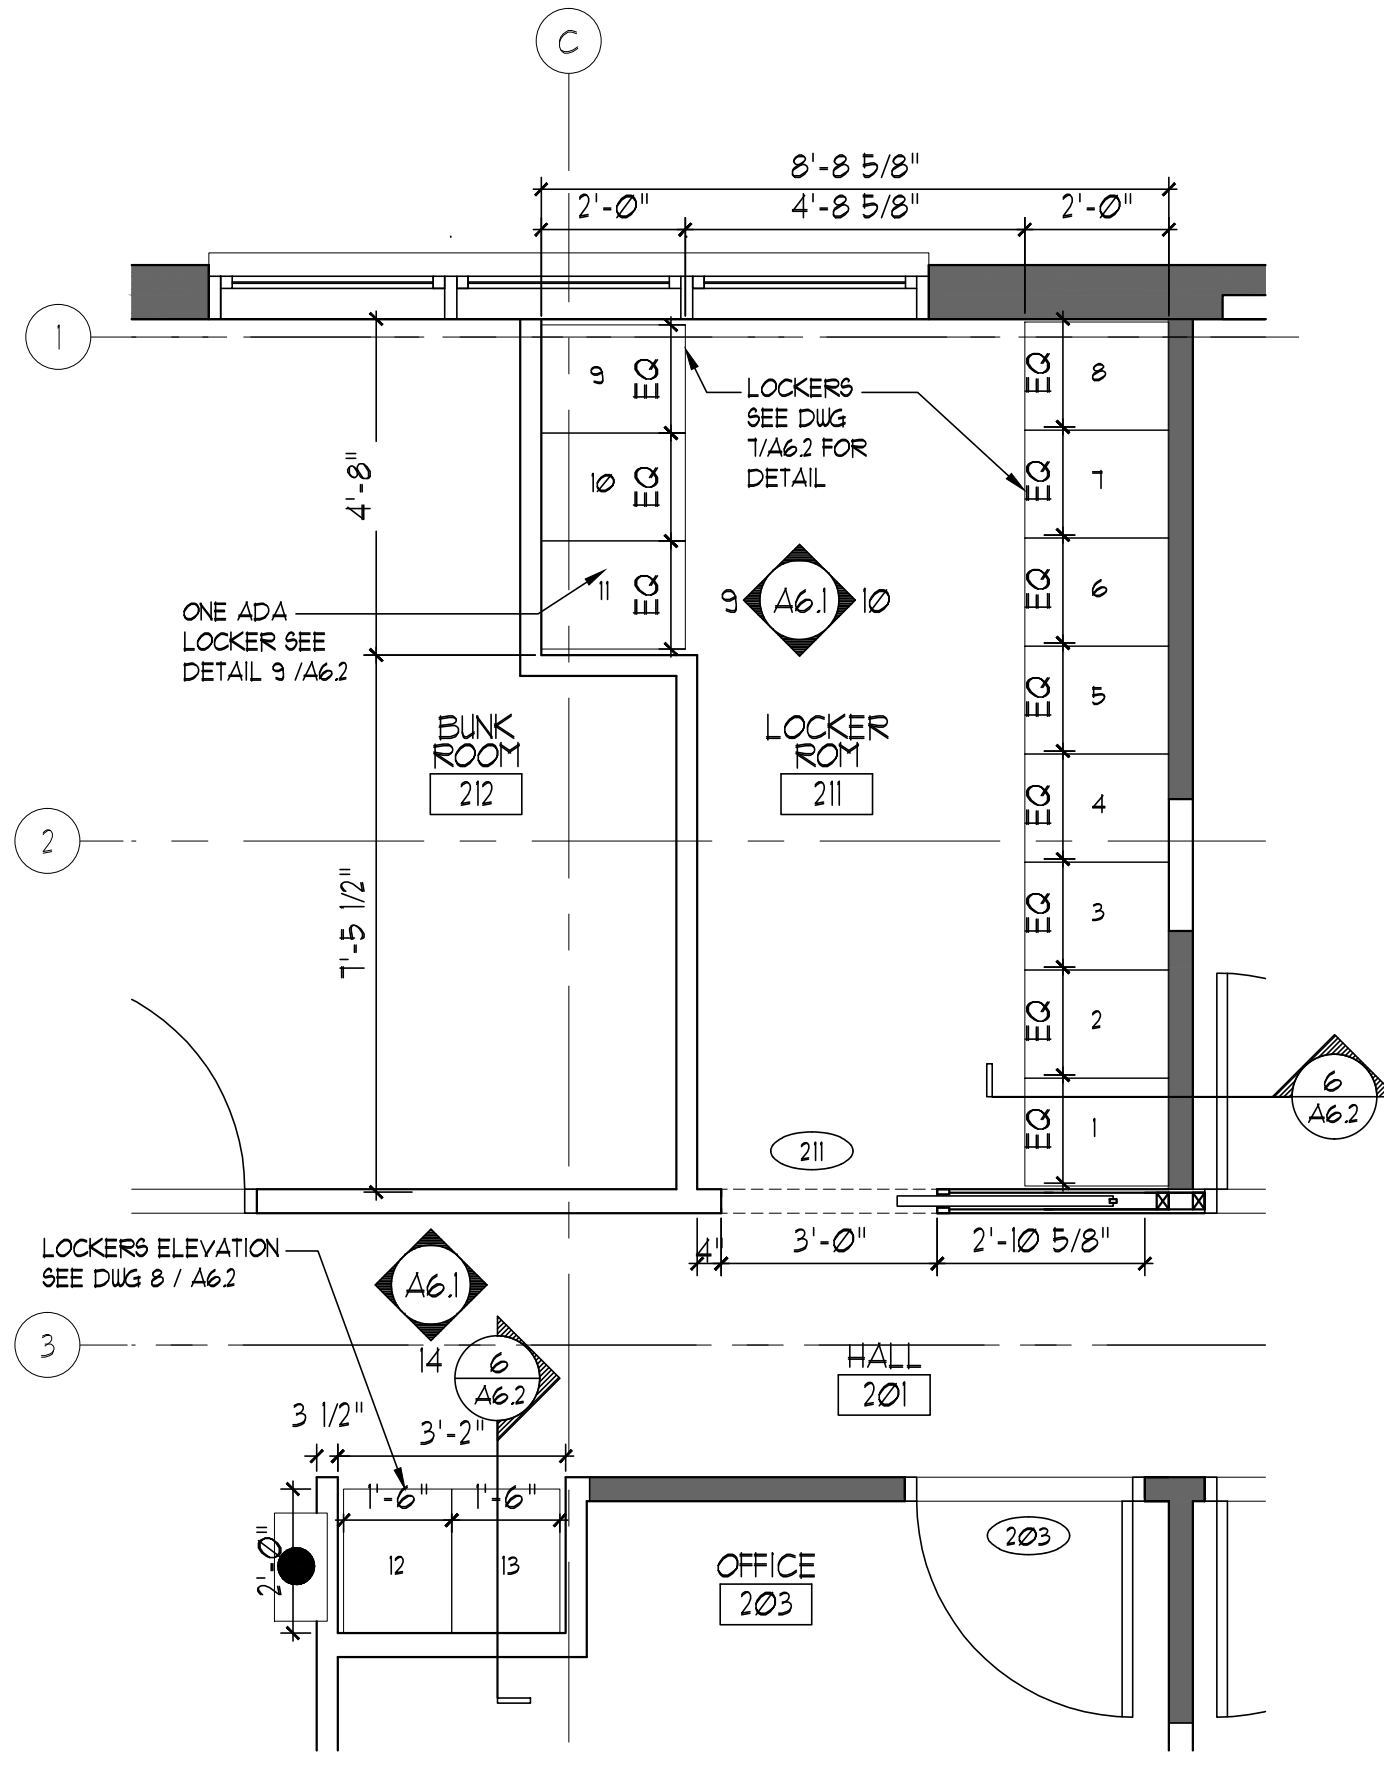 C
8'-8 5/8"
2'-0"
4'-8 5/8"
2'-0"
1
9
EQ
10
EQ
11
EQ
LOCKERS
SEE DWG
7/A6.2 FOR
DETAIL
EQ
8
EQ
7
EQ
6
EQ
5
EQ
4
EQ
3
EQ
2
EQ
1
4'-8"
9
A6.1
10
ONE ADA
LOCKER SEE
DETAIL 9 /A6.2
BUNK
ROOM
212
LOCKER
ROM
211
2
7'-5 1/2"
6
A6.2
211
4"
3'-0"
2'-10 5/8"
LOCKERS ELEVATION
SEE DWG 8 / A6.2
A6.1
14
3
6
A6.2
HALL
201
3 1/2"
3'-2"
1'-6"
1'-6"
2'-0"
12
13
OFFICE
203
203